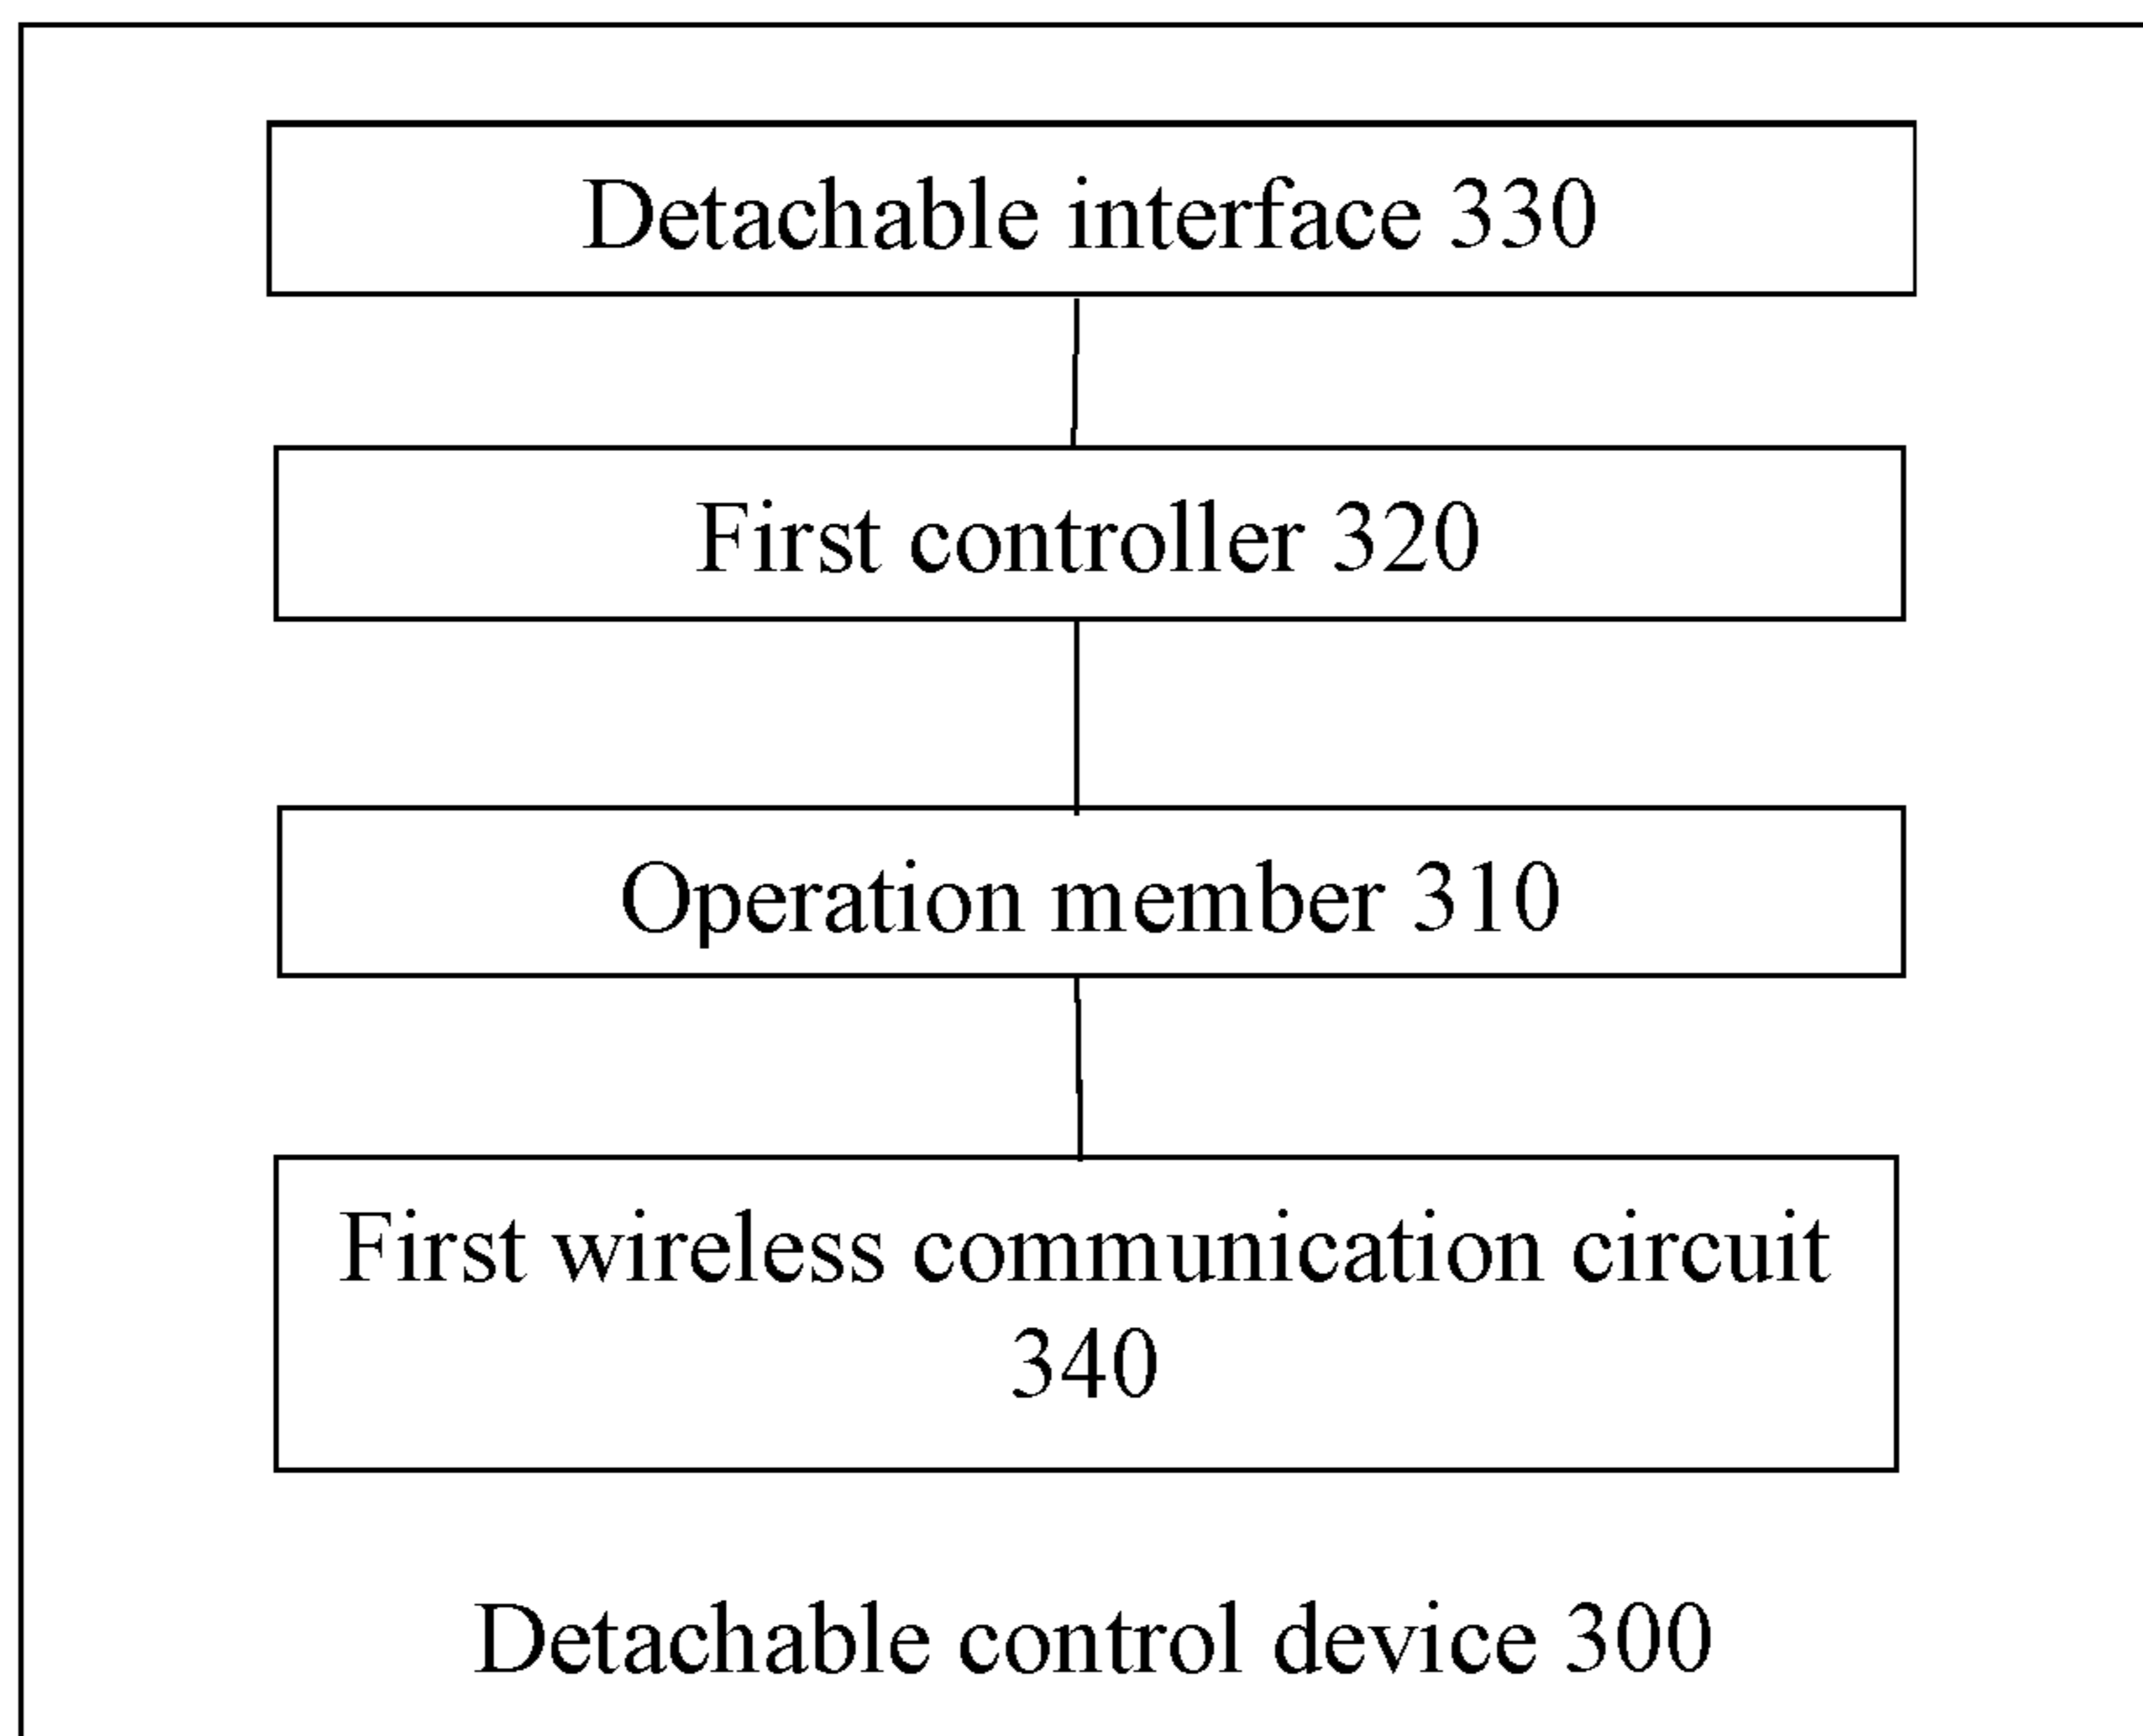 Detachable interface 330
First controller 320
Operation member 310
First wireless communication circuit
340
Detachable control device 300